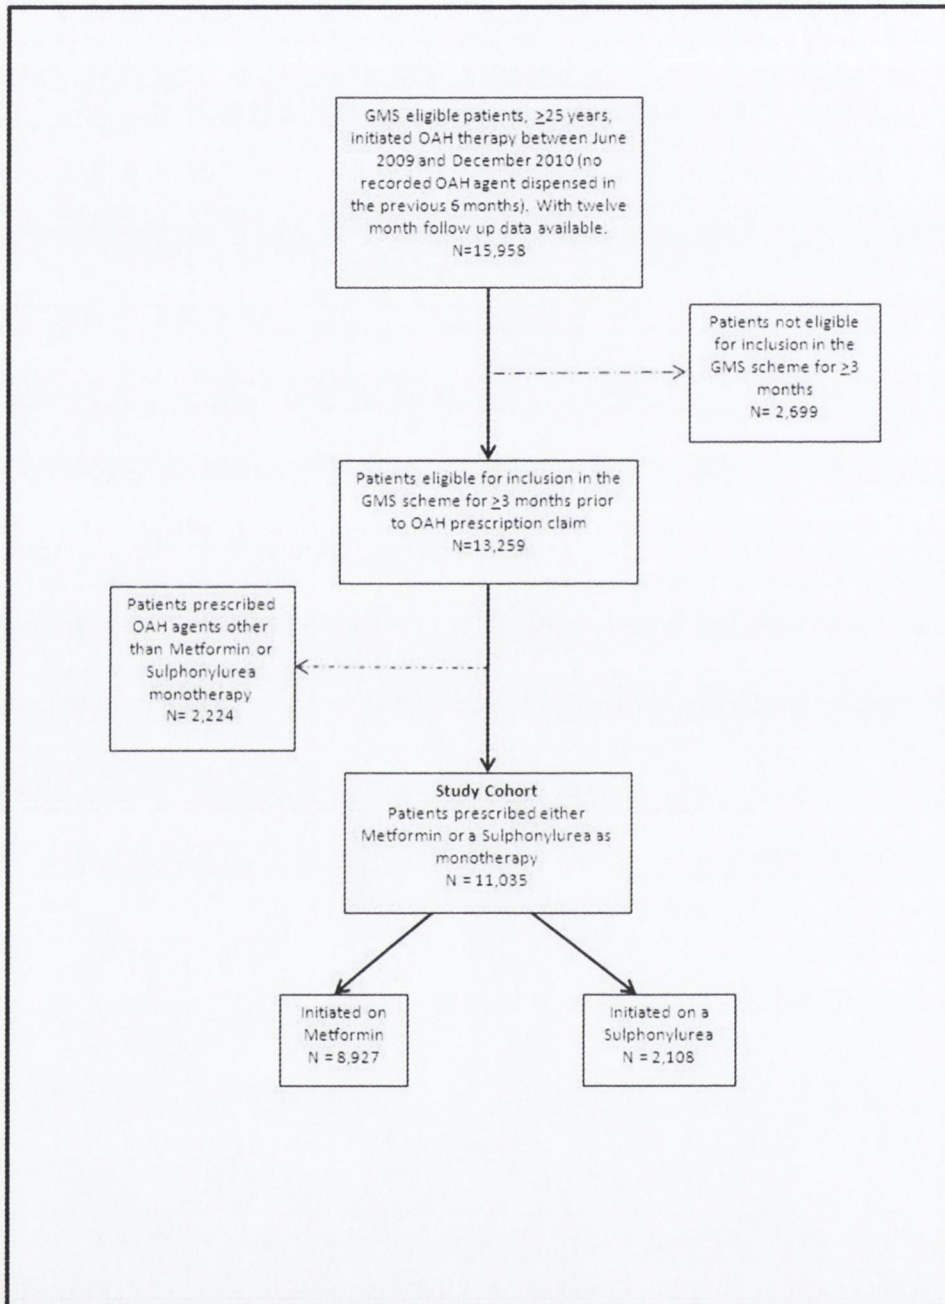 GMS eligible patients, ≥25 years,
initiated OAH therapy between June
2009 and December 2010 (no
recorded OAH agent dispensed in
the previous 6 months). With twelve
month follow up data available.
N=15,958
Patients not eligible
for inclusion in the
GMS scheme for ≥3
months
N= 2,699
Patients eligible for inclusion in the
GMS scheme for ≥3 months prior
to OAH prescription claim
N=13,259
Patients prescribed
OAH agents other
than Metformin or
Sulphonylurea
monotherapy
N= 2,224
Study Cohort
Patients prescribed either
Metformin or a Sulphonylurea as
monotherapy
N = 11,035
Initiated on
Metformin
N = 8,927
Initiated on a
Sulphonylurea
N = 2,108